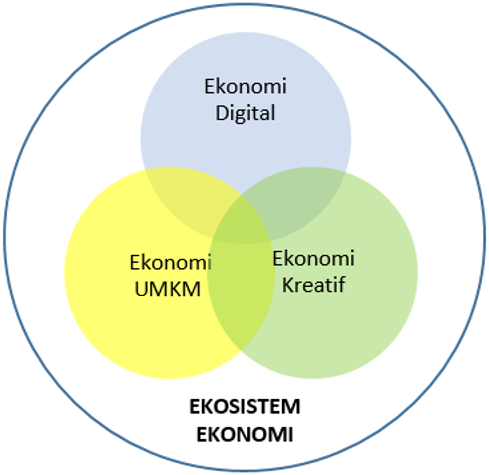 Ekonomi
Digital
Ekonomi
UMKM
Ekonomi
Kreatif
EKOSISTEM
EKONOMI